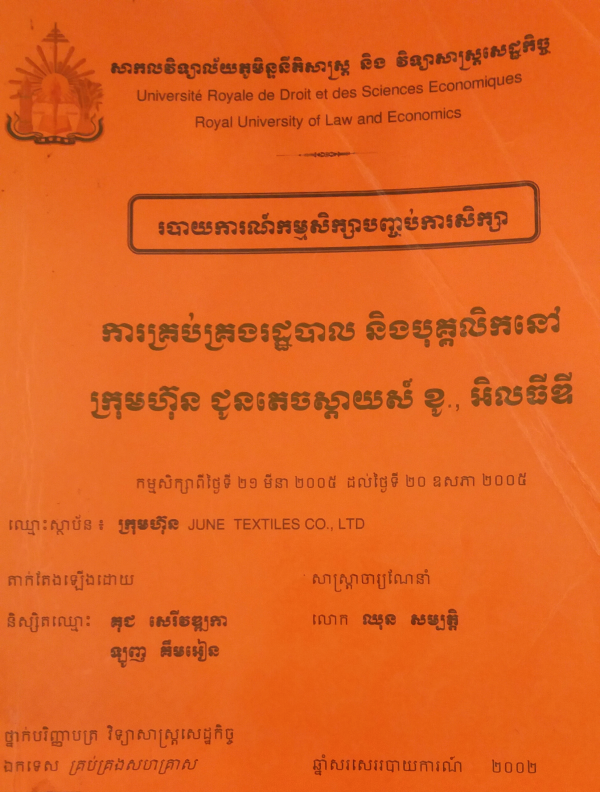 សាកលវិទ្យាល័យភូមិន្ទនីតិសាស្ត្រ និង វិទ្យាសាស្ត្រសេដ្ឋកិច្ច
Université Royale de Droit et des Sciences Economiques
Royal University of Law and Economics
របាយការណ៍កម្មសិក្សាបញ្ចប់ការសិក្សា
ការគ្រប់គ្រងរដ្ឋបាល និងបុគ្គលិកនៅ
ក្រុមហ៊ុន ជូនតេចស្តាយស៍ ខូ., អិលធីឌី
កម្មសិក្សាពីថ្ងៃទី ២១ មីនា ២០០៥ ដល់ថ្ងៃទី ២០ ឧសភា ២០០៥
ឈ្មោះស្ថាប័ន ៖ ក្រុមហ៊ុន JUNE TEXTILES CO., LTD
តាក់តែងឡើងដោយ
សាស្ត្រាចារ្យណែនាំ
និស្សិតឈ្មោះ គុជ សេរីវឌ្ឍកា
លោក ឈុន សម្បត្តិ
ឡូញ គឹមអៀន
ថ្នាក់បរិញ្ញាបត្រ វិទ្យាសាស្ត្រសេដ្ឋកិច្ច
ឯកទេស គ្រប់គ្រងសហគ្រាស
ឆ្នាំសរសេររបាយការណ៍ ២០០២